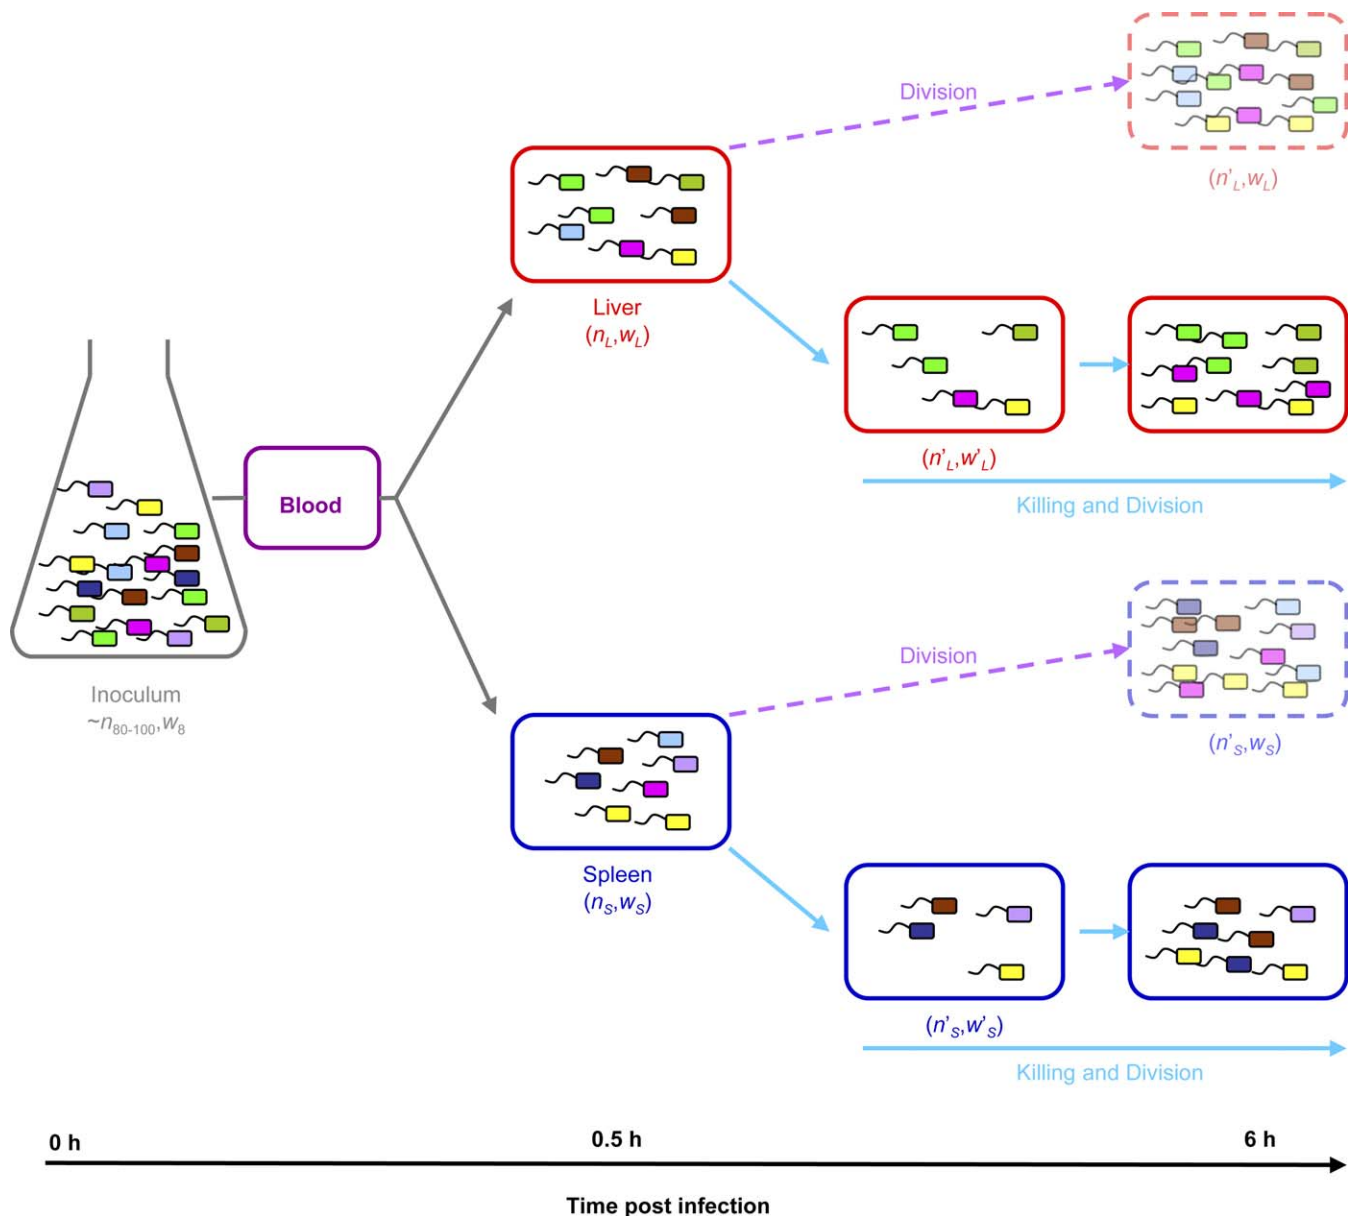 Division
(n'L,wL)
Liver
(nL,wL)
(n'L,w'L)
Killing and Division
Blood
Inoculum
~n80-100,w8
Division
(n'S,wS)
Spleen
(nS,wS)
(n'S,w'S)
Killing and Division
0 h 0.5 h 6 h
Time post infection